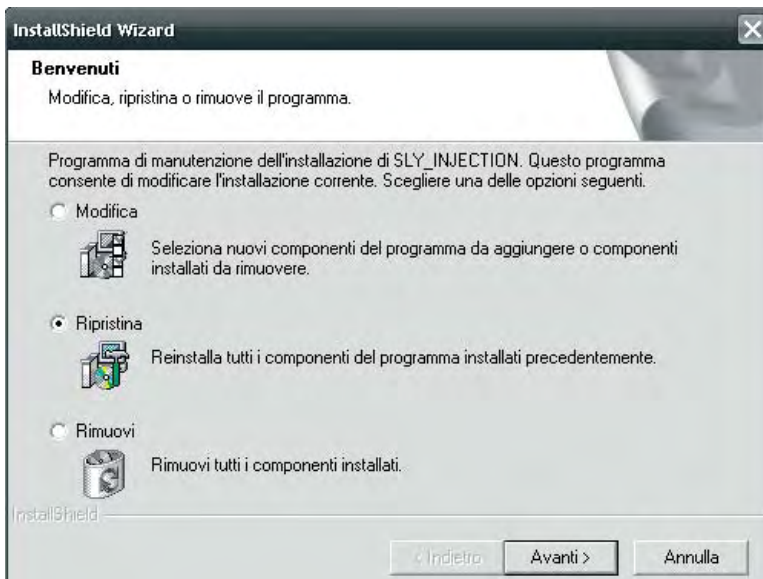 InstallShield Wizard
Benvenuti
Modifica, ripristina o rimuove il programma.
Programma di manutenzione dell'installazione di SLY_INJECTION. Questo programma
consente di modificare l'installazione corrente. Scegliere una delle opzioni seguenti.
Modifica
Seleziona nuovi componenti del programma da aggiungere o componenti
installati da rimuovere.
Ripristina
Reinstalla tutti i componenti del programma installati precedentemente.
Rimuovi
Rimuovi tutti i componenti installati.
InstallShield
< Indietro Avanti > Annulla